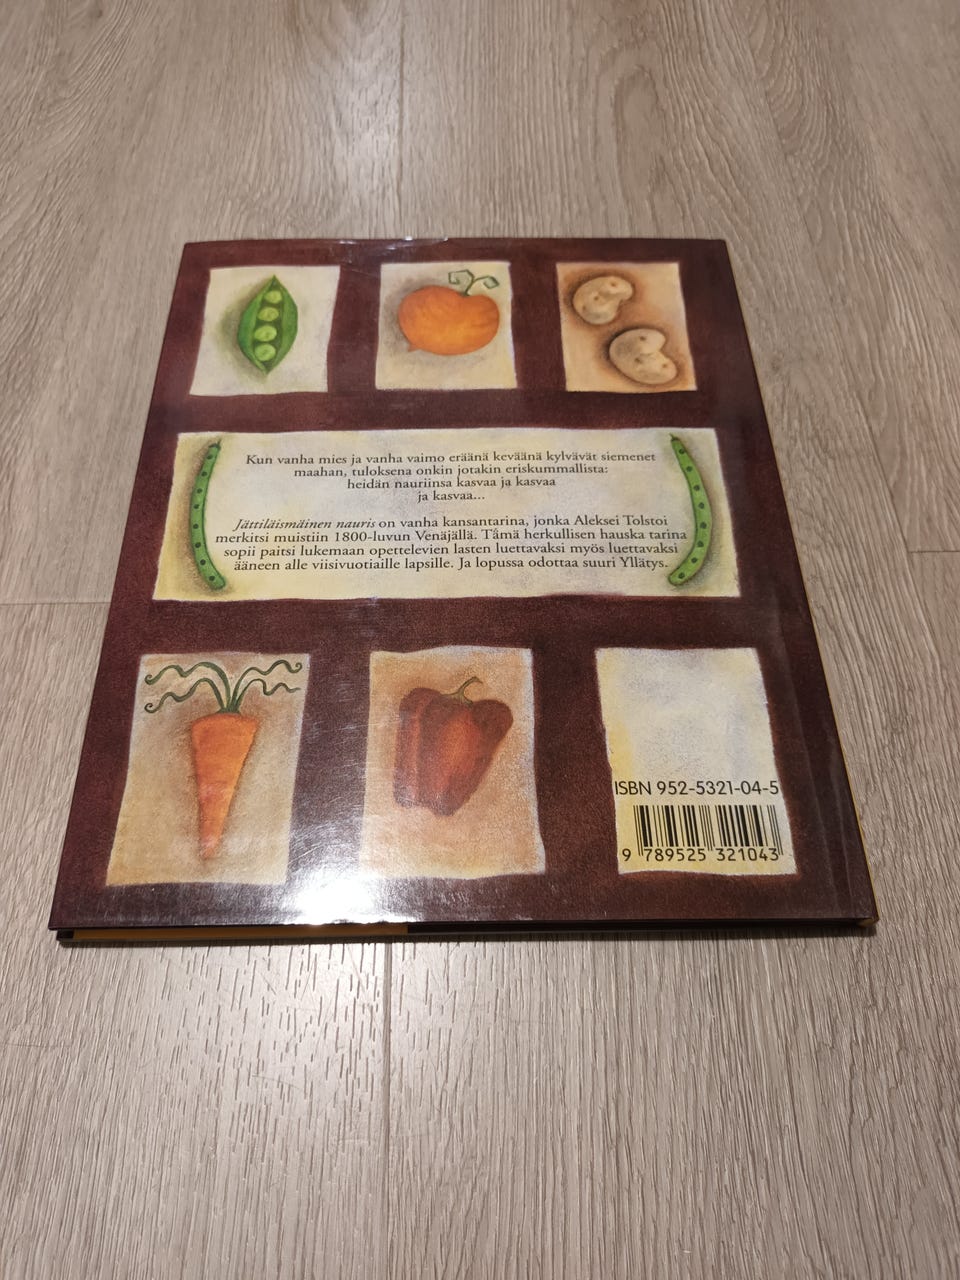 Kun vanha mies ja vanha vaimo eräänä keväänä kylvävät siemenet
maahan, tuloksena onkin jotakin eriskummallista:
heidän nauriinsa kasvaa ja kasvaa
ja kasvaa...
Jättiläismäinen nauris on vanha kansantarina, jonka Aleksei Tolstoi
merkitsi muistiin 1800-luvun Venäjällä. Tämä herkullisen hauska tarina
sopii paitsi lukemaan opettelevien lasten luettavaksi myös luettavaksi
ääneen alle viisivuotiaille lapsille. Ja lopussa odottaa suuri Yllätys.
ISBN 952-5321-04-5
9 789525 321043